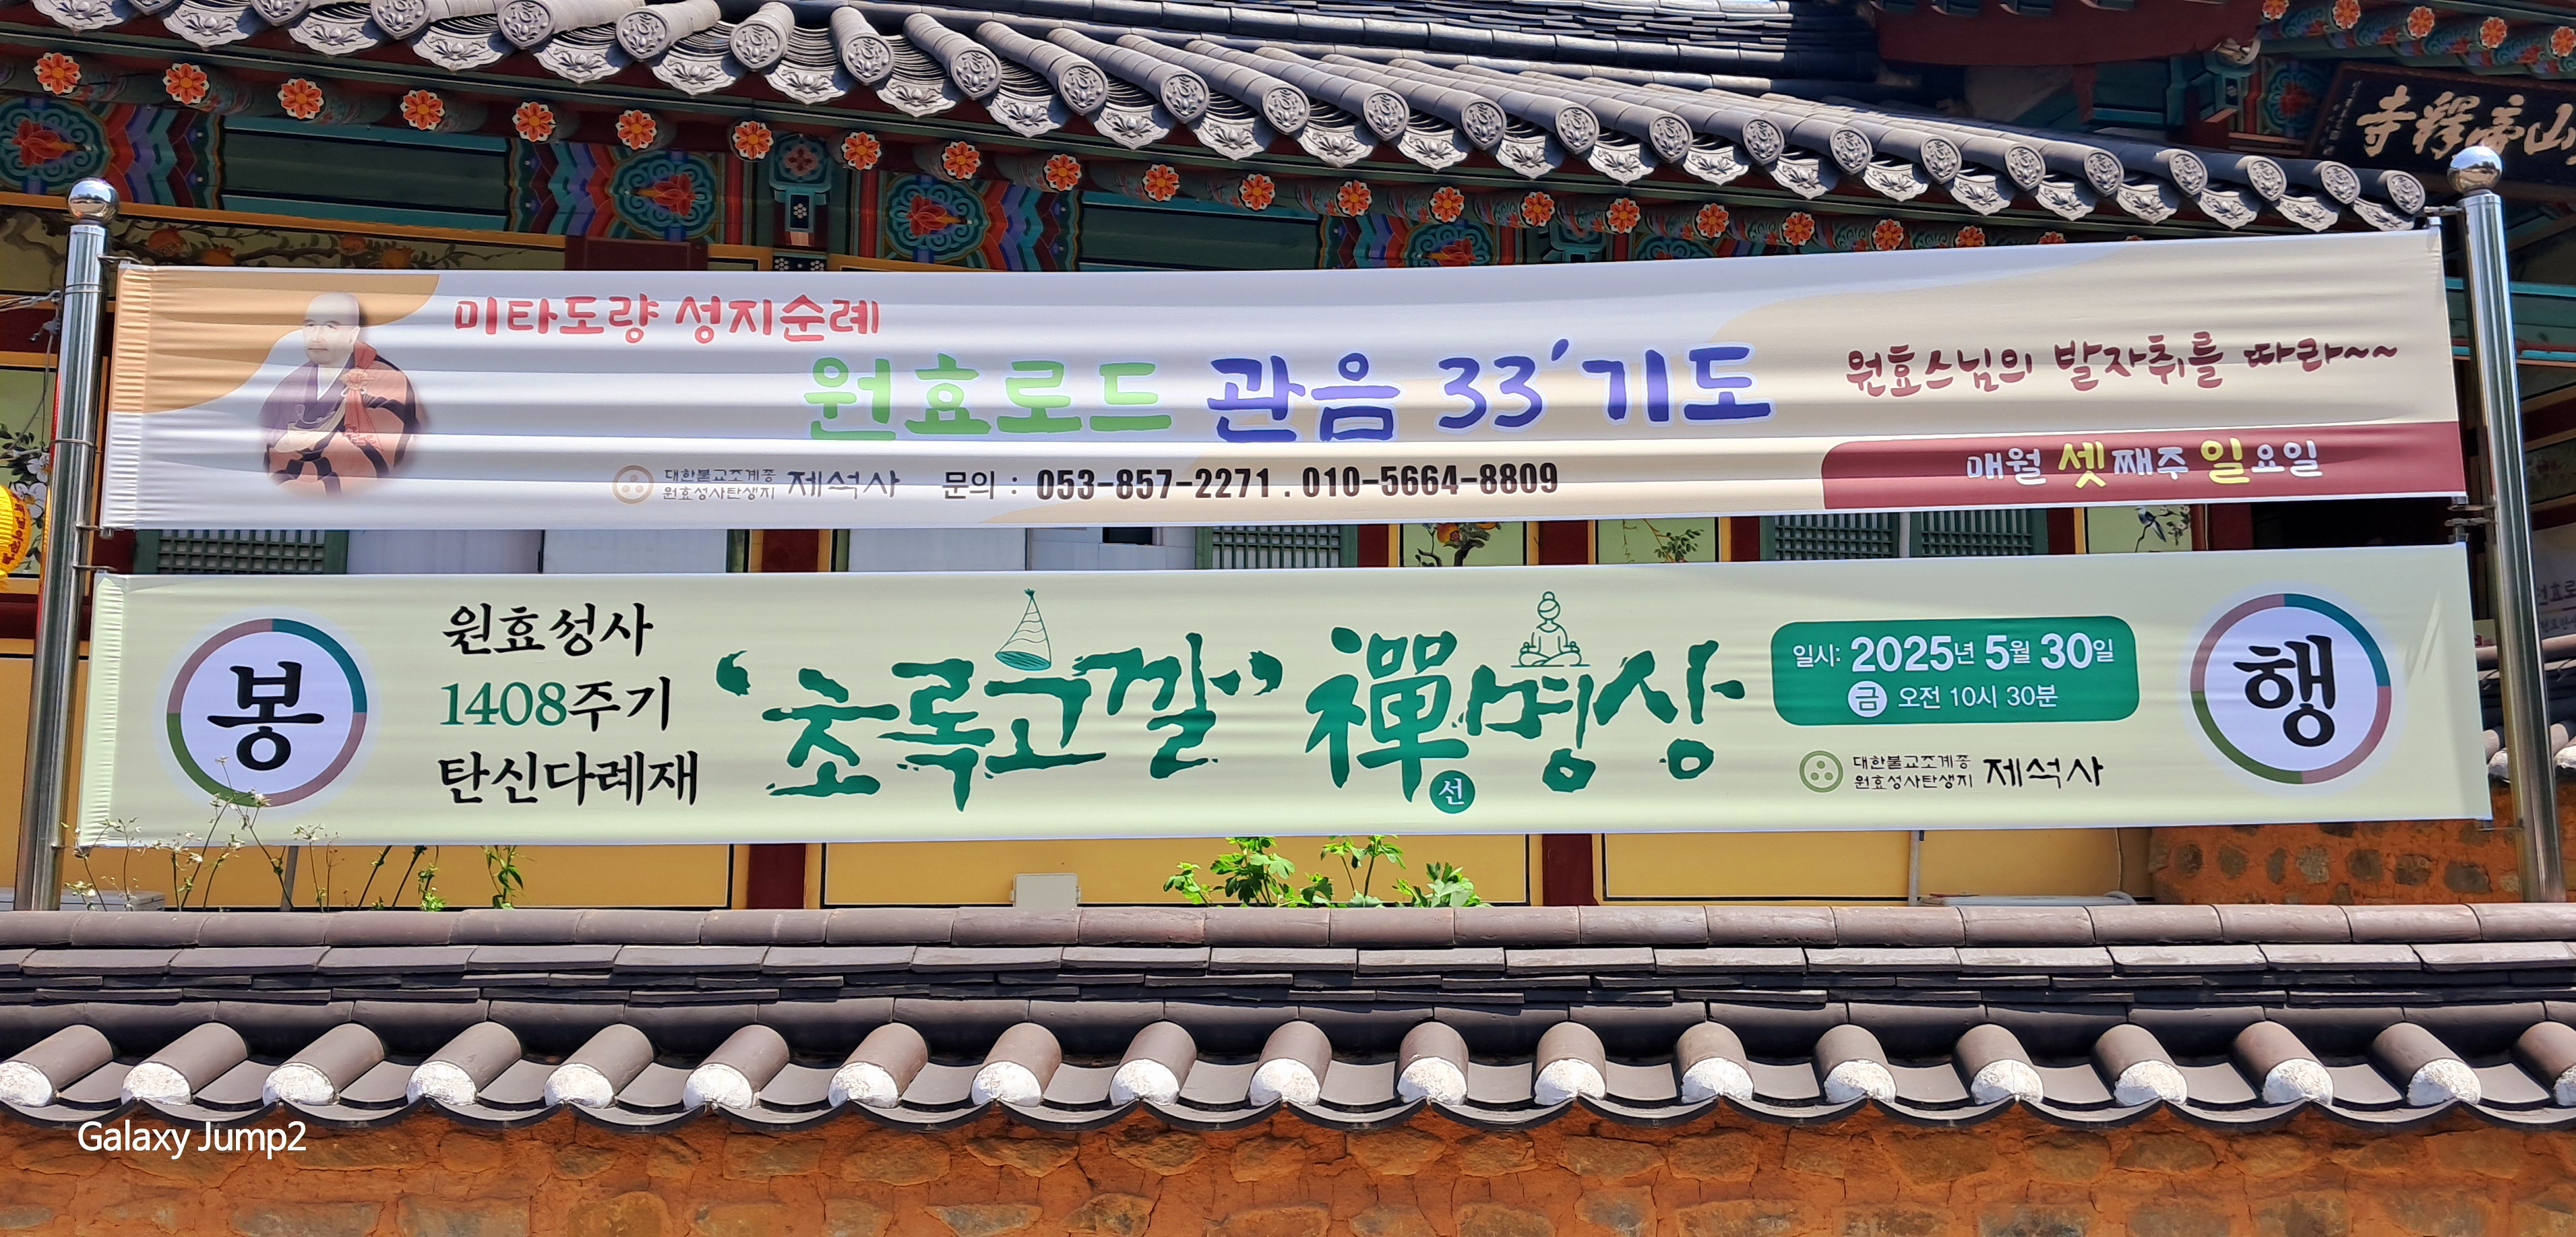 山帝釋寺
미타도량 성지순례
원효로드 관음 33'기도
원효스님의 발자취를 따라~~
대한불교조계종
원효성사탄생지
제석사
문의 : 053-857-2271 . 010-5664-8809
매월 셋째주 일요일
봉
원효성사
1408주기
탄신다례재
'초록고깔' 禪명상
선
일시: 2025년 5월 30일
금 오전 10시 30분
대한불교조계종
원효성사탄생지
제석사
행
Galaxy Jump2